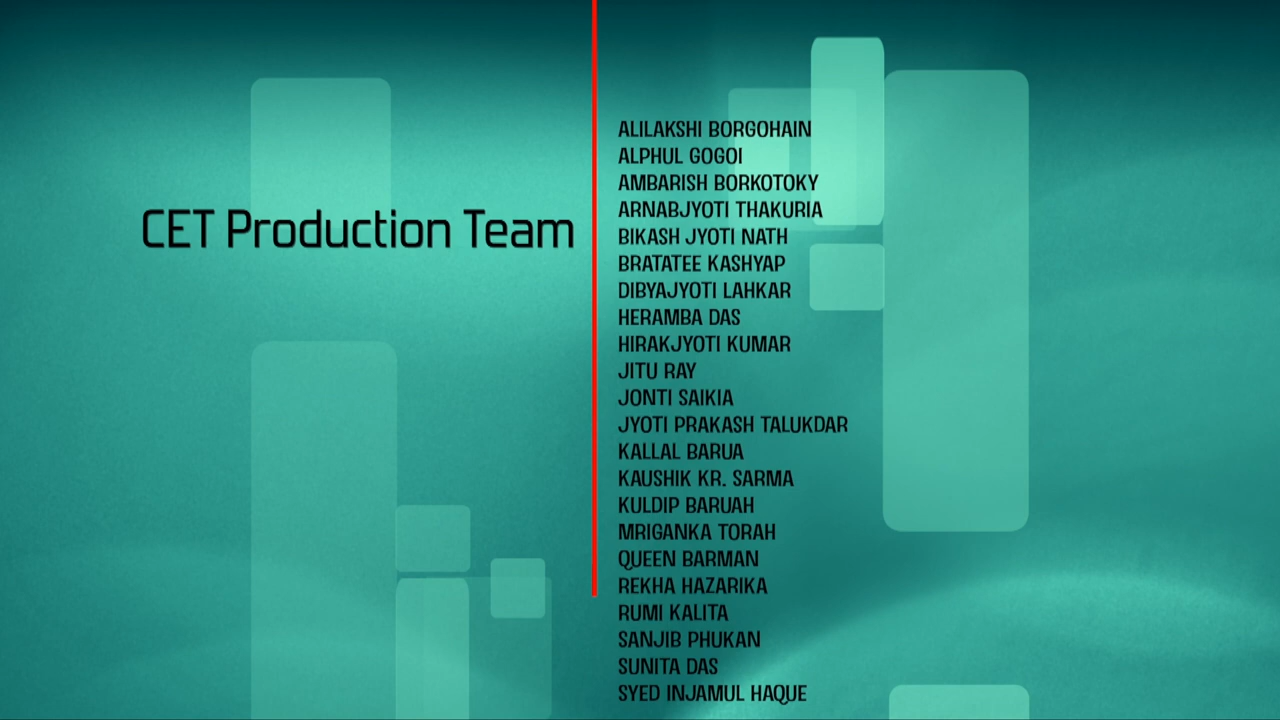 CET Production Team
ALILAKSHI BORGOHAIN
ALPHUL GOGOI
AMBARISH BORKOTOKY
ARNABJYOTI THAKURIA
BIKASH JYOTI NATH
BRATATEE KASHYAP
DIBYAJYOTI LAHKAR
HERAMBA DAS
HIRAKJYOTI KUMAR
JITU RAY
JONTI SAIKIA
JYOTI PRAKASH TALUKDAR
KALLAL BARUA
KAUSHIK KR. SARMA
KULDIP BARUAH
MRIGANKA TORAH
QUEEN BARMAN
REKHA HAZARIKA
RUMI KALITA
SANJIB PHUKAN
SUNITA DAS
SYED INJAMUL HAQUE